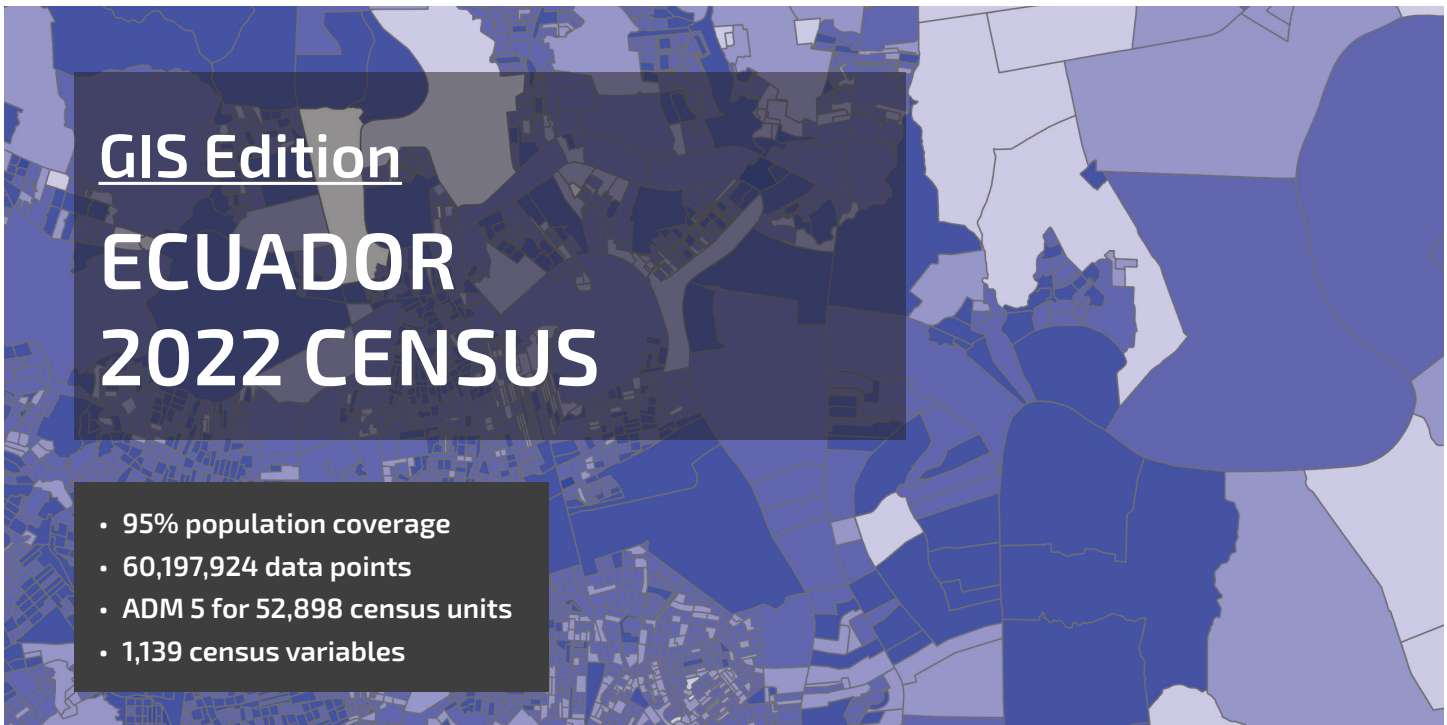 GIS Edition
ECUADOR
2022 CENSUS
• 95% population coverage
• 60,197,924 data points
• ADM 5 for 52,898 census units
• 1,139 census variables